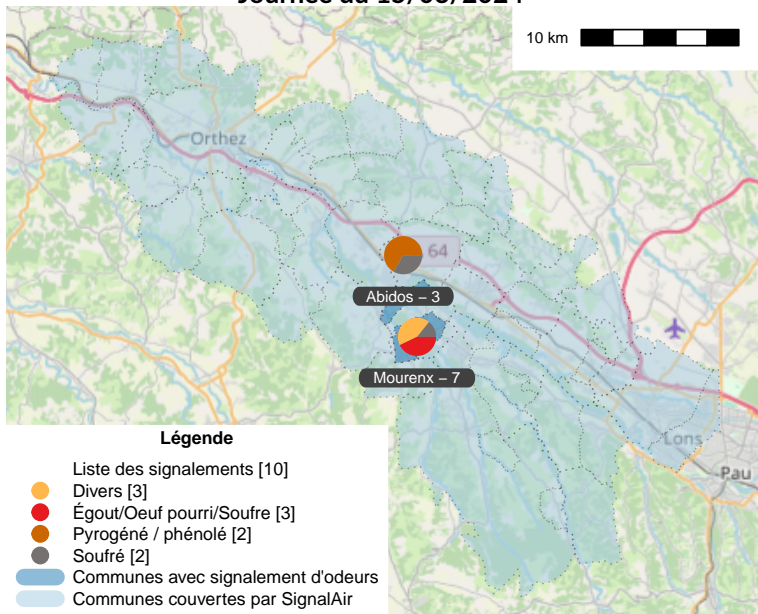 10 km
Orthez
64
Abidos – 3
Mourenx – 7
Lons
Pau
Légende
Liste des signalements [10]
Divers [3]
Égout/Oeuf pourri/Soufre [3]
Pyrogéné / phénolé [2]
Soufré [2]
Communes avec signalement d'odeurs
Communes couvertes par SignalAir